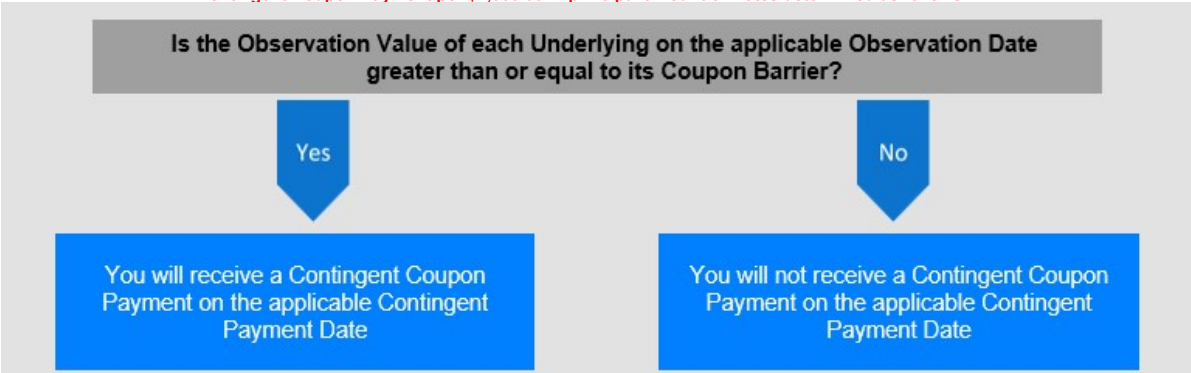 Is the Observation Value of each Underlying on the applicable Observation Date
greater than or equal to its Coupon Barrier?
Yes
No
You will receive a Contingent Coupon
Payment on the applicable Contingent
Payment Date
You will not receive a Contingent Coupon
Payment on the applicable Contingent
Payment Date